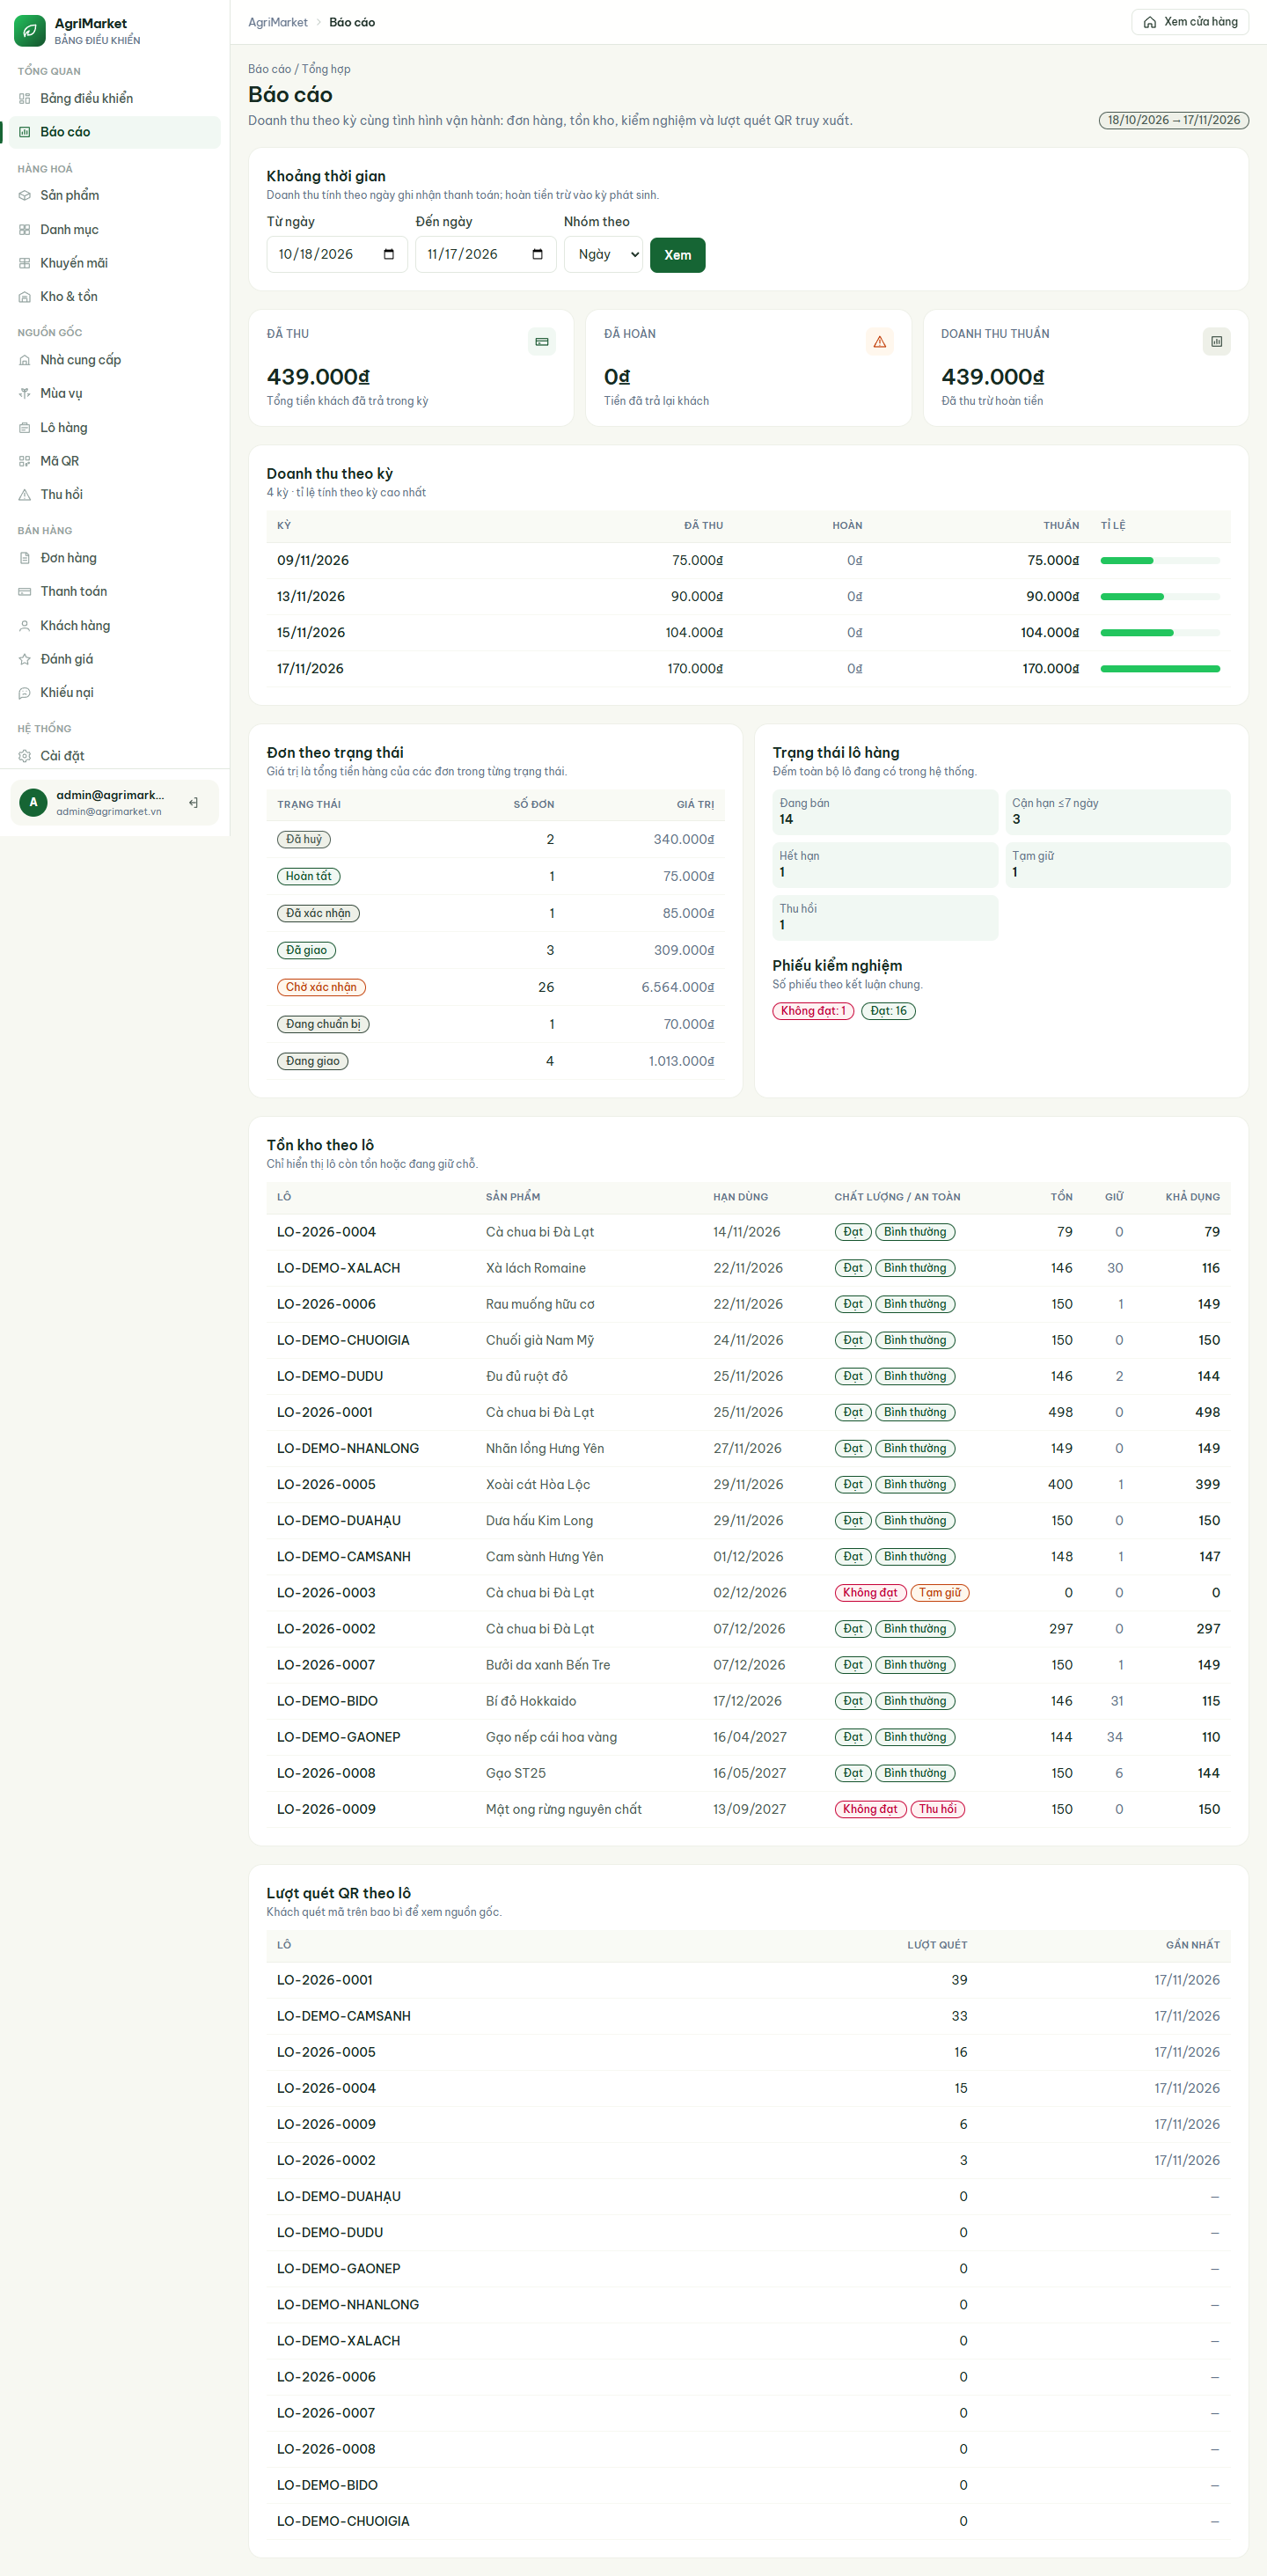 AgriMarket
BẢNG ĐIỀU KHIỂN
TỔNG QUAN
Bảng điều khiển
Báo cáo
HÀNG HOÁ
Sản phẩm
Danh mục
Khuyến mãi
Kho & tồn
NGUỒN GỐC
Nhà cung cấp
Mùa vụ
Lô hàng
Mã QR
Thu hồi
BÁN HÀNG
Đơn hàng
Thanh toán
Khách hàng
Đánh giá
Khiếu nại
HỆ THỐNG
Cài đặt
A
admin@agrimark...
admin@agrimarket.vn
AgriMarket > Báo cáo
Xem cửa hàng
Báo cáo / Tổng hợp
Báo cáo
Doanh thu theo kỳ cùng tình hình vận hành: đơn hàng, tồn kho, kiểm nghiệm và lượt quét QR truy xuất.
18/10/2026 → 17/11/2026
Khoảng thời gian
Doanh thu tính theo ngày ghi nhận thanh toán; hoàn tiền trừ vào kỳ phát sinh.
Từ ngày Đến ngày Nhóm theo
10/18/2026 11/17/2026 Ngày Xem
ĐÃ THU
439.000₫
Tổng tiền khách đã trả trong kỳ
ĐÃ HOÀN
0₫
Tiền đã trả lại khách
DOANH THU THUẦN
439.000₫
Đã thu trừ hoàn tiền
Doanh thu theo kỳ
4 kỳ · tỉ lệ tính theo kỳ cao nhất
KỲ ĐÃ THU HOÀN THUẦN TỈ LỆ
09/11/2026 75.000₫ 0₫ 75.000₫
13/11/2026 90.000₫ 0₫ 90.000₫
15/11/2026 104.000₫ 0₫ 104.000₫
17/11/2026 170.000₫ 0₫ 170.000₫
Đơn theo trạng thái
Giá trị là tổng tiền hàng của các đơn trong từng trạng thái.
TRẠNG THÁI SỐ ĐƠN GIÁ TRỊ
Đã huỷ 2 340.000₫
Hoàn tất 1 75.000₫
Đã xác nhận 1 85.000₫
Đã giao 3 309.000₫
Chờ xác nhận 26 6.564.000₫
Đang chuẩn bị 1 70.000₫
Đang giao 4 1.013.000₫
Trạng thái lô hàng
Đếm toàn bộ lô đang có trong hệ thống.
Đang bán
14
Cận hạn ≤7 ngày
3
Hết hạn
1
Tạm giữ
1
Thu hồi
1
Phiếu kiểm nghiệm
Số phiếu theo kết luận chung.
Không đạt: 1 Đạt: 16
Tồn kho theo lô
Chỉ hiển thị lô còn tồn hoặc đang giữ chỗ.
LÔ SẢN PHẨM HẠN DÙNG CHẤT LƯỢNG / AN TOÀN TỒN GIỮ KHẢ DỤNG
LO-2026-0004 Cà chua bi Đà Lạt 14/11/2026 Đạt Bình thường 79 0 79
LO-DEMO-XALACH Xà lách Romaine 22/11/2026 Đạt Bình thường 146 30 116
LO-2026-0006 Rau muống hữu cơ 22/11/2026 Đạt Bình thường 150 1 149
LO-DEMO-CHUOIGIA Chuối già Nam Mỹ 24/11/2026 Đạt Bình thường 150 0 150
LO-DEMO-DUDU Đu đủ ruột đỏ 25/11/2026 Đạt Bình thường 146 2 144
LO-2026-0001 Cà chua bi Đà Lạt 25/11/2026 Đạt Bình thường 498 0 498
LO-DEMO-NHANLONG Nhãn lồng Hưng Yên 27/11/2026 Đạt Bình thường 149 0 149
LO-2026-0005 Xoài cát Hòa Lộc 29/11/2026 Đạt Bình thường 400 1 399
LO-DEMO-DUAHẠU Dưa hấu Kim Long 29/11/2026 Đạt Bình thường 150 0 150
LO-DEMO-CAMSANH Cam sành Hưng Yên 01/12/2026 Đạt Bình thường 148 1 147
LO-2026-0003 Cà chua bi Đà Lạt 02/12/2026 Không đạt Tạm giữ 0 0 0
LO-2026-0002 Cà chua bi Đà Lạt 07/12/2026 Đạt Bình thường 297 0 297
LO-2026-0007 Bưởi da xanh Bến Tre 07/12/2026 Đạt Bình thường 150 1 149
LO-DEMO-BIDO Bí đỏ Hokkaido 17/12/2026 Đạt Bình thường 146 31 115
LO-DEMO-GAONEP Gạo nếp cái hoa vàng 16/04/2027 Đạt Bình thường 144 34 110
LO-2026-0008 Gạo ST25 16/05/2027 Đạt Bình thường 150 6 144
LO-2026-0009 Mật ong rừng nguyên chất 13/09/2027 Không đạt Thu hồi 150 0 150
Lượt quét QR theo lô
Khách quét mã trên bao bì để xem nguồn gốc.
LÔ LƯỢT QUÉT GẦN NHẤT
LO-2026-0001 39 17/11/2026
LO-DEMO-CAMSANH 33 17/11/2026
LO-2026-0005 16 17/11/2026
LO-2026-0004 15 17/11/2026
LO-2026-0009 6 17/11/2026
LO-2026-0002 3 17/11/2026
LO-DEMO-DUAHẠU 0 —
LO-DEMO-DUDU 0 —
LO-DEMO-GAONEP 0 —
LO-DEMO-NHANLONG 0 —
LO-DEMO-XALACH 0 —
LO-2026-0006 0 —
LO-2026-0007 0 —
LO-2026-0008 0 —
LO-DEMO-BIDO 0 —
LO-DEMO-CHUOIGIA 0 —